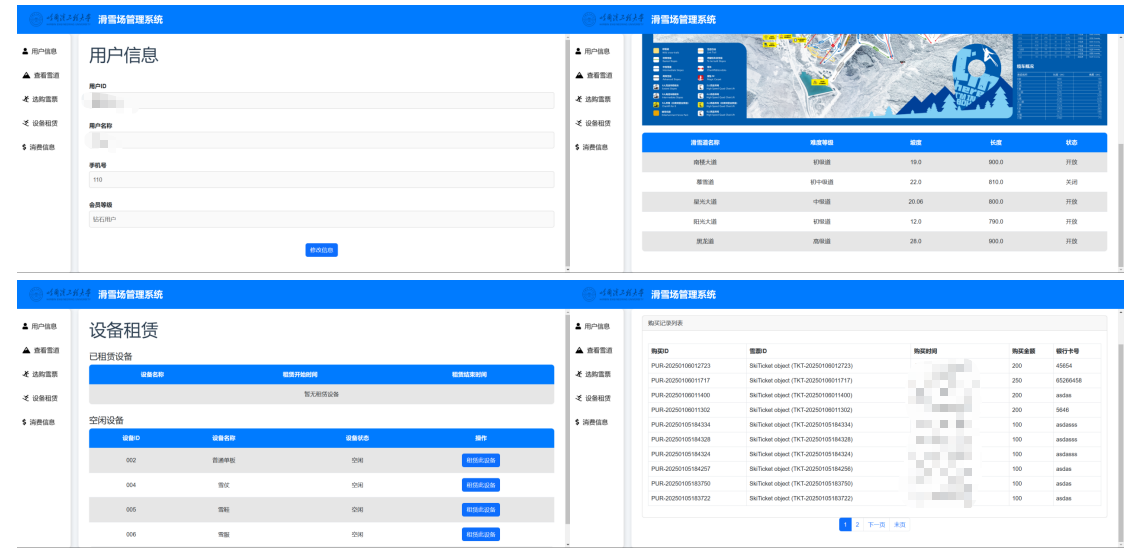 滑雪场管理系统
用户信息
查看雪道
选购雪票
设备租赁
消费信息
用户信息
用户ID
用户名称
手机号
110
会员等级
钻石用户
修改信息
滑雪场管理系统
用户信息
查看雪道
选购雪票
设备租赁
消费信息
滑雪道名称 难度等级 坡度 长度 状态
南梗大道 初级道 19.0 900.0 开放
暮雪道 初中级道 22.0 810.0 关闭
星光大道 中级道 20.06 800.0 开放
阳光大道 初级道 12.0 790.0 开放
黑龙道 高级道 28.0 900.0 开放
滑雪场管理系统
用户信息
查看雪道
选购雪票
设备租赁
消费信息
设备租赁
已租赁设备
设备名称 租赁开始时间 租赁结束时间
暂无租赁设备
空闲设备
设备ID 设备名称 设备状态 操作
002 普通单板 空闲 租赁此设备
004 雪仗 空闲 租赁此设备
005 雪鞋 空闲 租赁此设备
006 雪服 空闲 租赁此设备
滑雪场管理系统
用户信息
查看雪道
选购雪票
设备租赁
消费信息
购买记录列表
购买ID 雪票ID 购买时间 购买金额 银行卡号
PUR-20250106012723 SkiTicket object (TKT-20250106012723) 200 45654
PUR-20250106011717 SkiTicket object (TKT-20250106011717) 250 65266458
PUR-20250106011400 SkiTicket object (TKT-20250106011400) 200 asdas
PUR-20250106011302 SkiTicket object (TKT-20250106011302) 200 5646
PUR-20250105184334 SkiTicket object (TKT-20250105184334) 100 asdasss
PUR-20250105184328 SkiTicket object (TKT-20250105184328) 100 asdasss
PUR-20250105184324 SkiTicket object (TKT-20250105184324) 100 asdasss
PUR-20250105184257 SkiTicket object (TKT-20250105184256) 100 asdas
PUR-20250105183750 SkiTicket object (TKT-20250105183750) 100 asdas
PUR-20250105183722 SkiTicket object (TKT-20250105183722) 100 asdas
1 2 下一页 末页